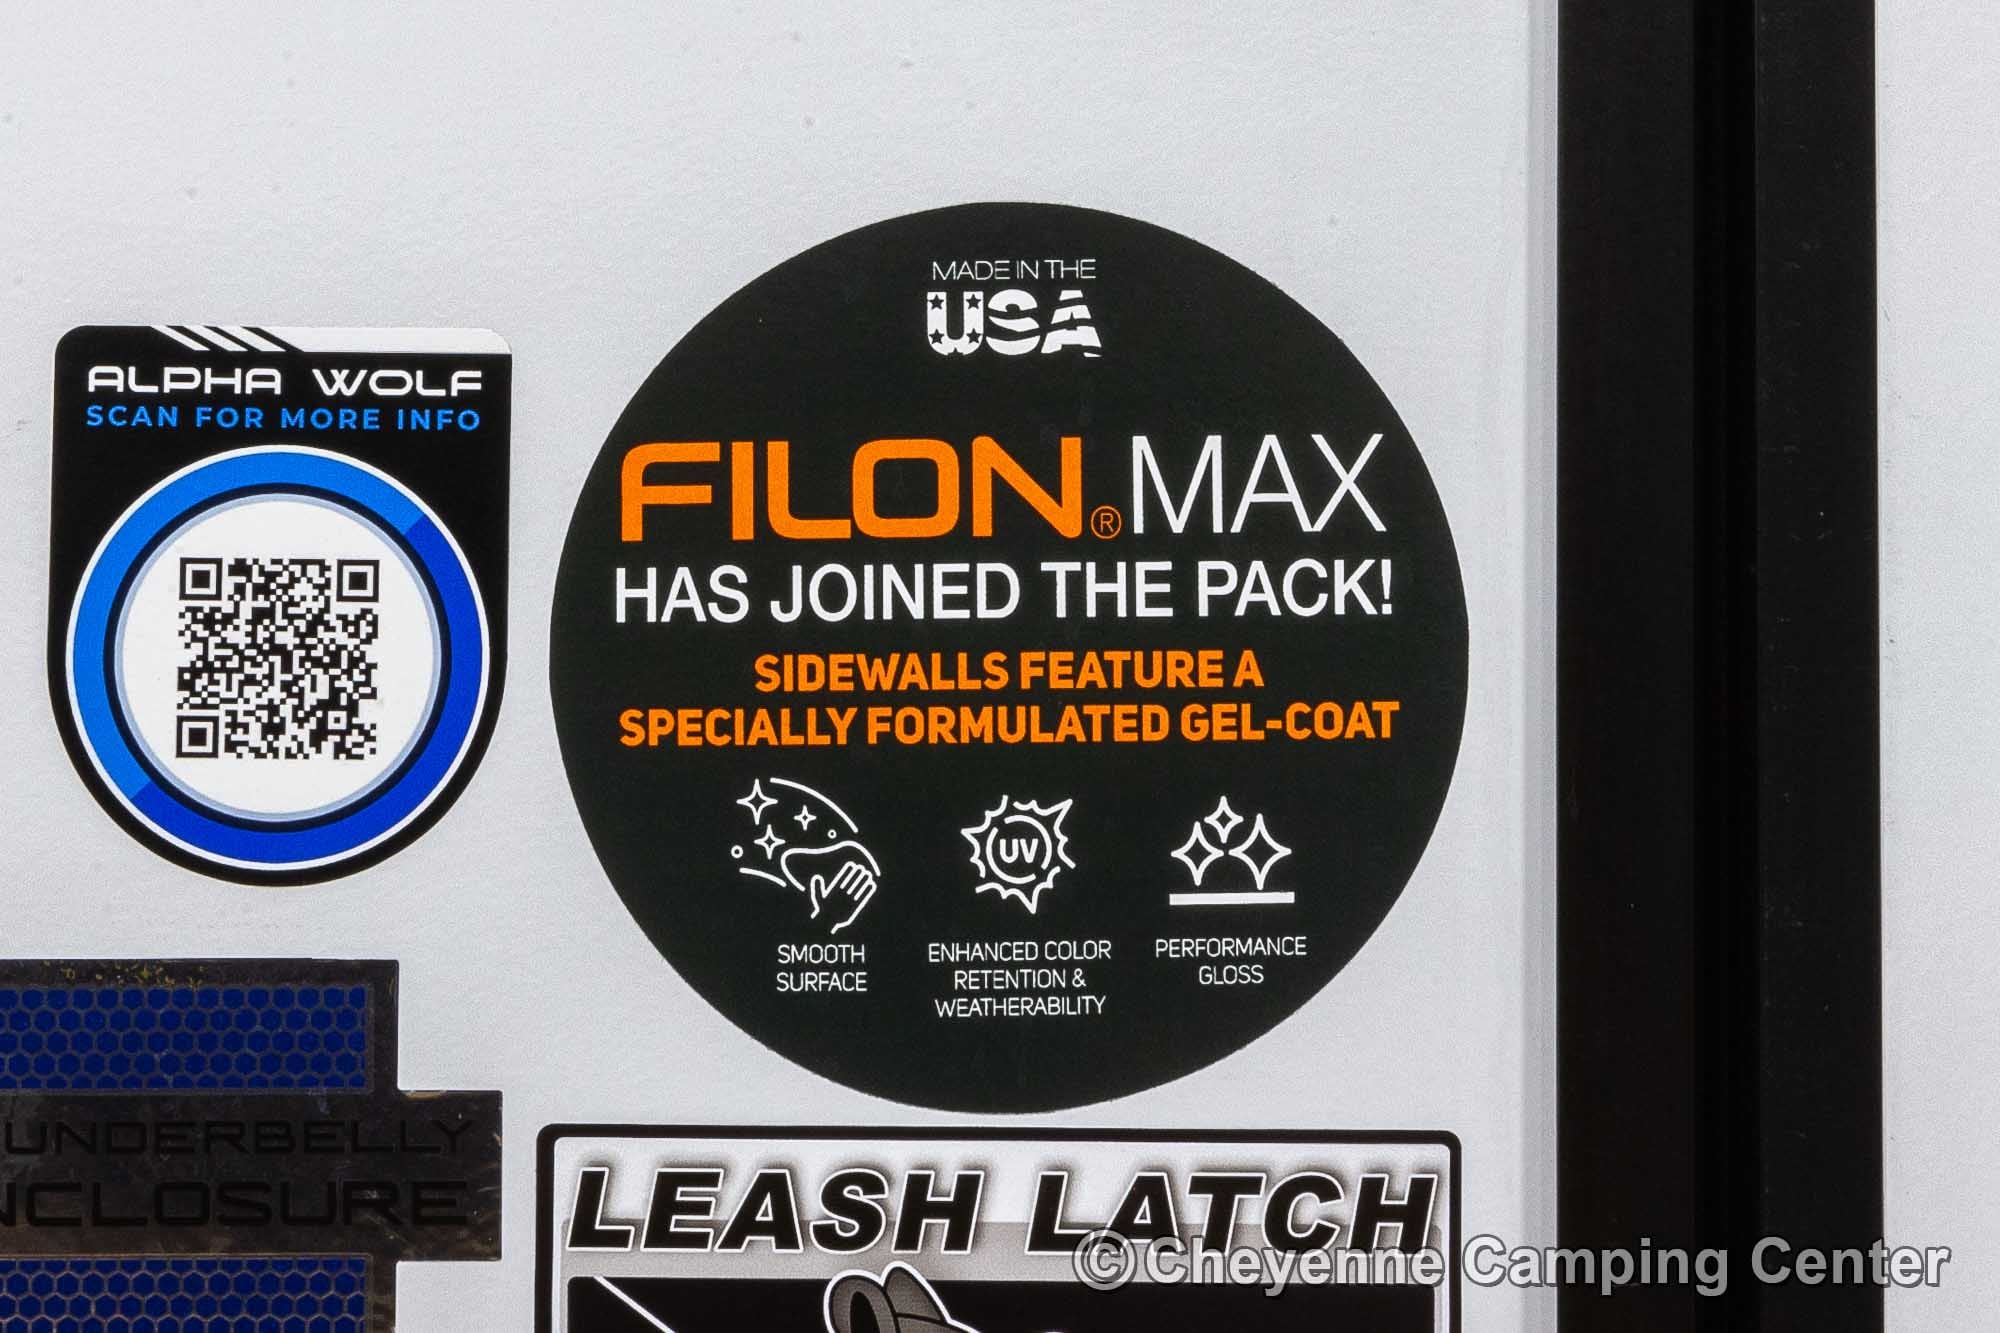 MADE IN THE
USA
ALPHA WOLF
SCAN FOR MORE INFO
FILON® MAX
HAS JOINED THE PACK!
SIDEWALLS FEATURE A
SPECIALLY FORMULATED GEL-COAT
UV
SMOOTH
SURFACE
ENHANCED COLOR
RETENTION &
WEATHERABILITY
PERFORMANCE
GLOSS
UNDERBELLY
NCLOSURE
LEASH LATCH
©Cheyenne Camping Center